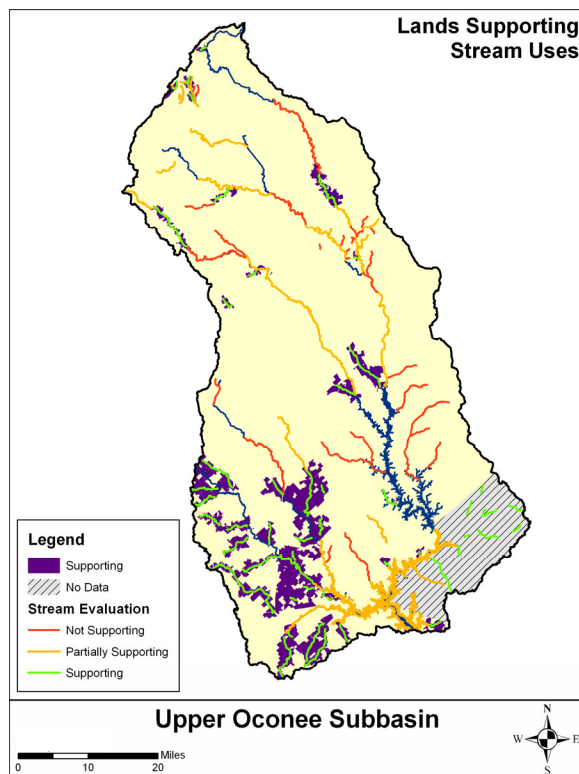 Lands Supporting
Stream Uses
Legend
Supporting
No Data
Stream Evaluation
Not Supporting
Partially Supporting
Supporting
Upper Oconee Subbasin
Miles
0 10 20
N
W E
S